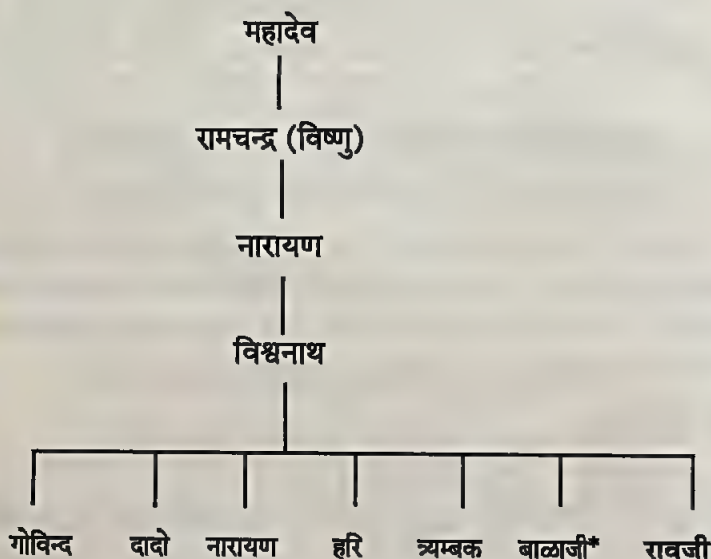 महादेव
रामचन्द्र (विष्णु)
नारायण
विश्वनाथ
गोविन्द दादो नारायण हरि त्र्यम्बक बाळाजी* रावजी